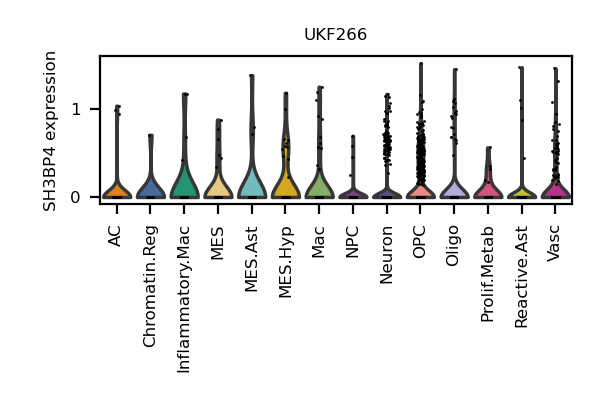 UKF266
SH3BP4 expression
1
0
AC
Chromatin.Reg
Inflammatory.Mac
MES
MES.Ast
MES.Hyp
Mac
NPC
Neuron
OPC
Oligo
Prolif.Metab
Reactive.Ast
Vasc